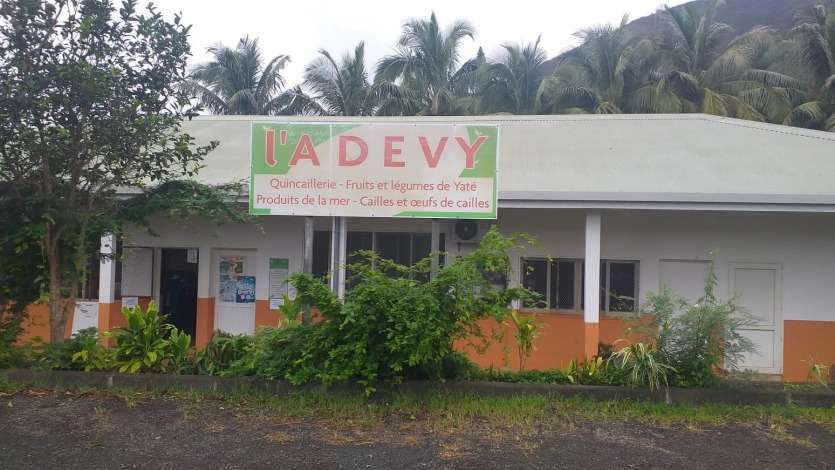 l'ADEVY
Quincaillerie - Fruits et légumes de Yaté
Produits de la mer - Cailles et œufs de cailles